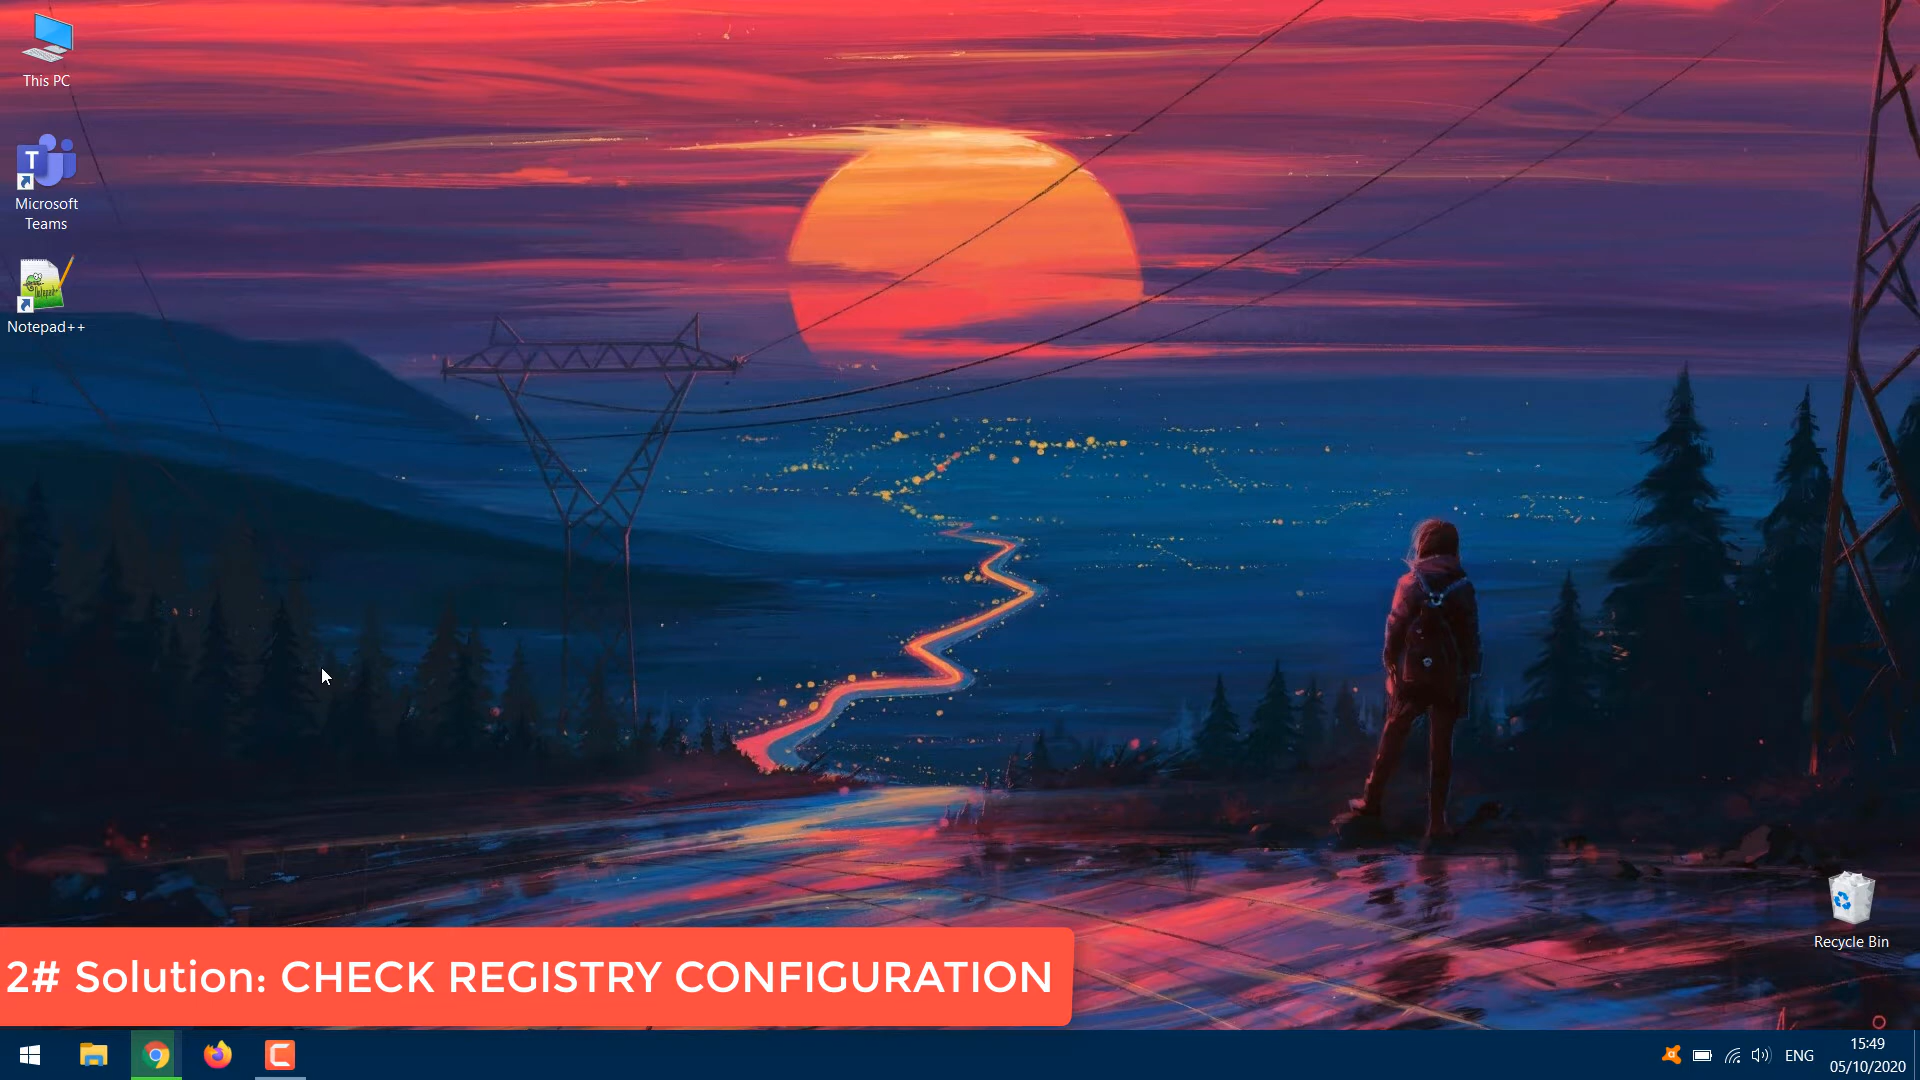 This PC
Microsoft
Teams
Notepad++
Recycle Bin
2# Solution: CHECK REGISTRY CONFIGURATION
ENG
15:49
05/10/2020